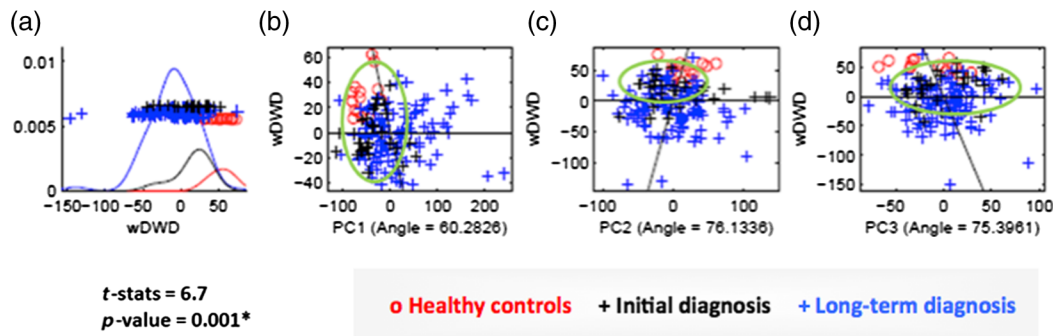 (a)
(b)
(c)
(d)
0.01
0.005
0
−150 −100 −50 0 50
wDWD
wDWD
60
40
20
0
−20
−40
−100 0 100 200
PC1 (Angle = 60.2826)
wDWD
50
0
−50
−100
−100 0 100
PC2 (Angle = 76.1336)
wDWD
50
0
−50
−100
−150
−50 0 50 100
PC3 (Angle = 75.3961)
t-stats = 6.7
p-value = 0.001*
o Healthy controls + Initial diagnosis + Long-term diagnosis